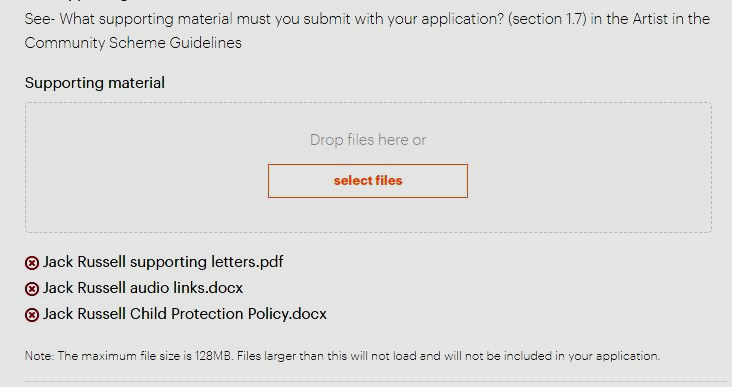 See- What supporting material must you submit with your application? (section 1.7) in the Artist in the
Community Scheme Guidelines
Supporting material
Drop files here or
select files
Jack Russell supporting letters.pdf
Jack Russell audio links.docx
Jack Russell Child Protection Policy.docx
Note: The maximum file size is 128MB. Files larger than this will not load and will not be included in your application.